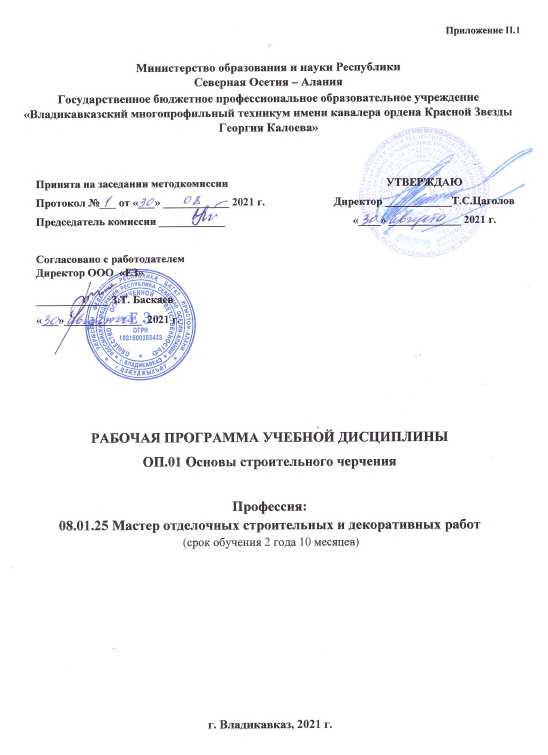 Приложение II.1
Министерство образования и науки Республики
Северная Осетия – Алания
Государственное бюджетное профессиональное образовательное учреждение
«Владикавказский многопрофильный техникум имени кавалера ордена Красной Звезды
Георгия Калоева»
Принята на заседании методкомиссии
Протокол № 1 от «30» 08 2021 г.
Председатель комиссии
УТВЕРЖДАЮ
Директор Т.С.Цаголов
«30» августа 2021 г.
Согласовано с работодателем
Директор ООО «ЕЗ»
З.Т. Баскаев
«30» августа 2021 г.
ЕЗ
ОГРН
1031500353433
РАБОЧАЯ ПРОГРАММА УЧЕБНОЙ ДИСЦИПЛИНЫ
ОП.01 Основы строительного черчения
Профессия:
08.01.25 Мастер отделочных строительных и декоративных работ
(срок обучения 2 года 10 месяцев)
г. Владикавказ, 2021 г.